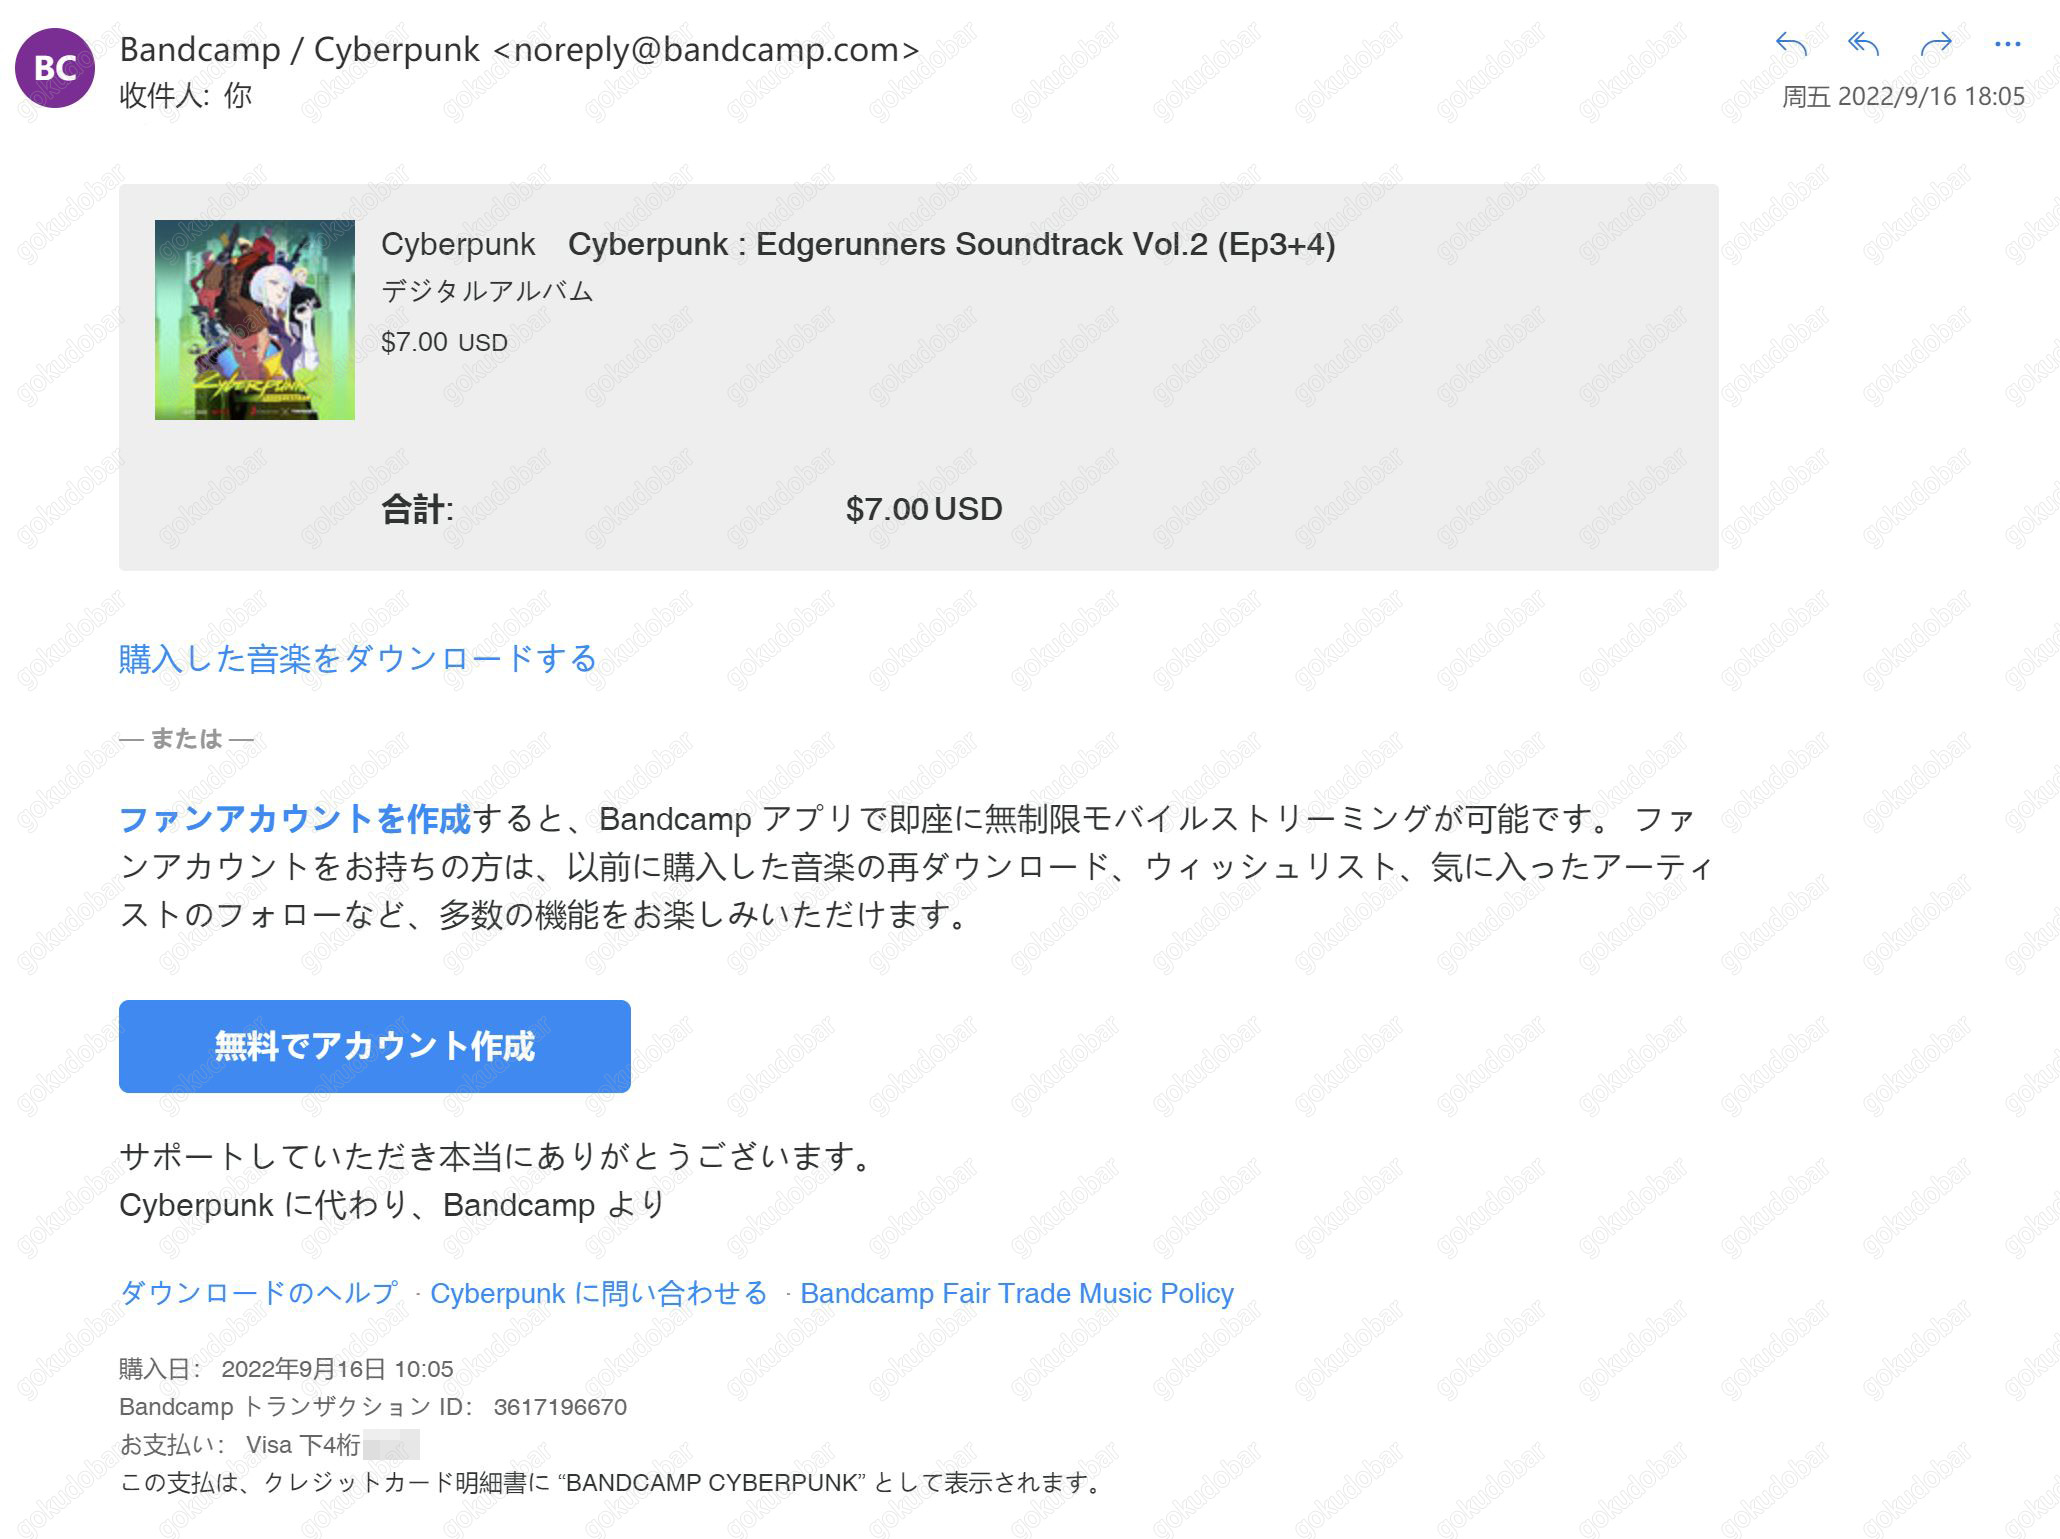 BC
Bandcamp / Cyberpunk <noreply@bandcamp.com>
收件人: 你
周五 2022/9/16 18:05
Cyberpunk Cyberpunk : Edgerunners Soundtrack Vol.2 (Ep3+4)
デジタルアルバム
$7.00 USD
CYBERPUNK
合計: $7.00 USD
購入した音楽をダウンロードする
— または —
ファンアカウントを作成すると、Bandcamp アプリで即座に無制限モバイルストリーミングが可能です。 ファ
ンアカウントをお持ちの方は、以前に購入した音楽の再ダウンロード、ウィッシュリスト、気に入ったアーティ
ストのフォローなど、多数の機能をお楽しみいただけます。
無料でアカウント作成
サポートしていただき本当にありがとうございます。
Cyberpunk に代わり、Bandcamp より
ダウンロードのヘルプ · Cyberpunk に問い合わせる · Bandcamp Fair Trade Music Policy
購入日： 2022年9月16日 10:05
Bandcamp トランザクション ID： 3617196670
お支払い： Visa 下4桁
この支払は、クレジットカード明細書に “BANDCAMP CYBERPUNK” として表示されます。
gokudobar